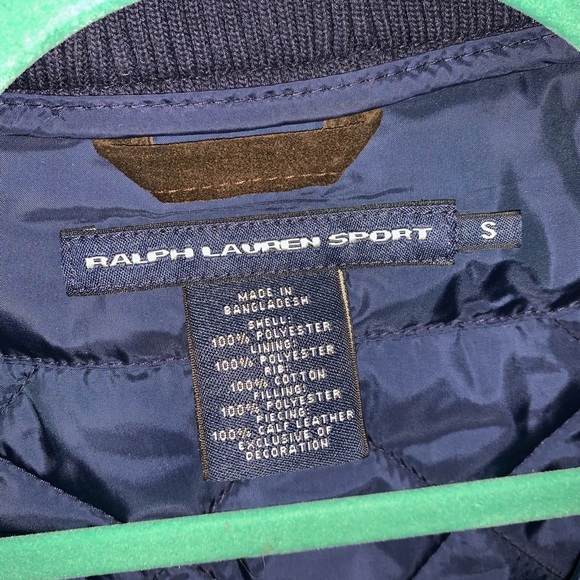 RALPH LAUREN SPORT
S
MADE IN
BANGLADESH
SHELL:
100% POLYESTER
LINING:
100% POLYESTER
RIB:
100% COTTON
FILLING:
100% POLYESTER
PIECING:
100% CALF LEATHER
EXCLUSIVE OF
DECORATION